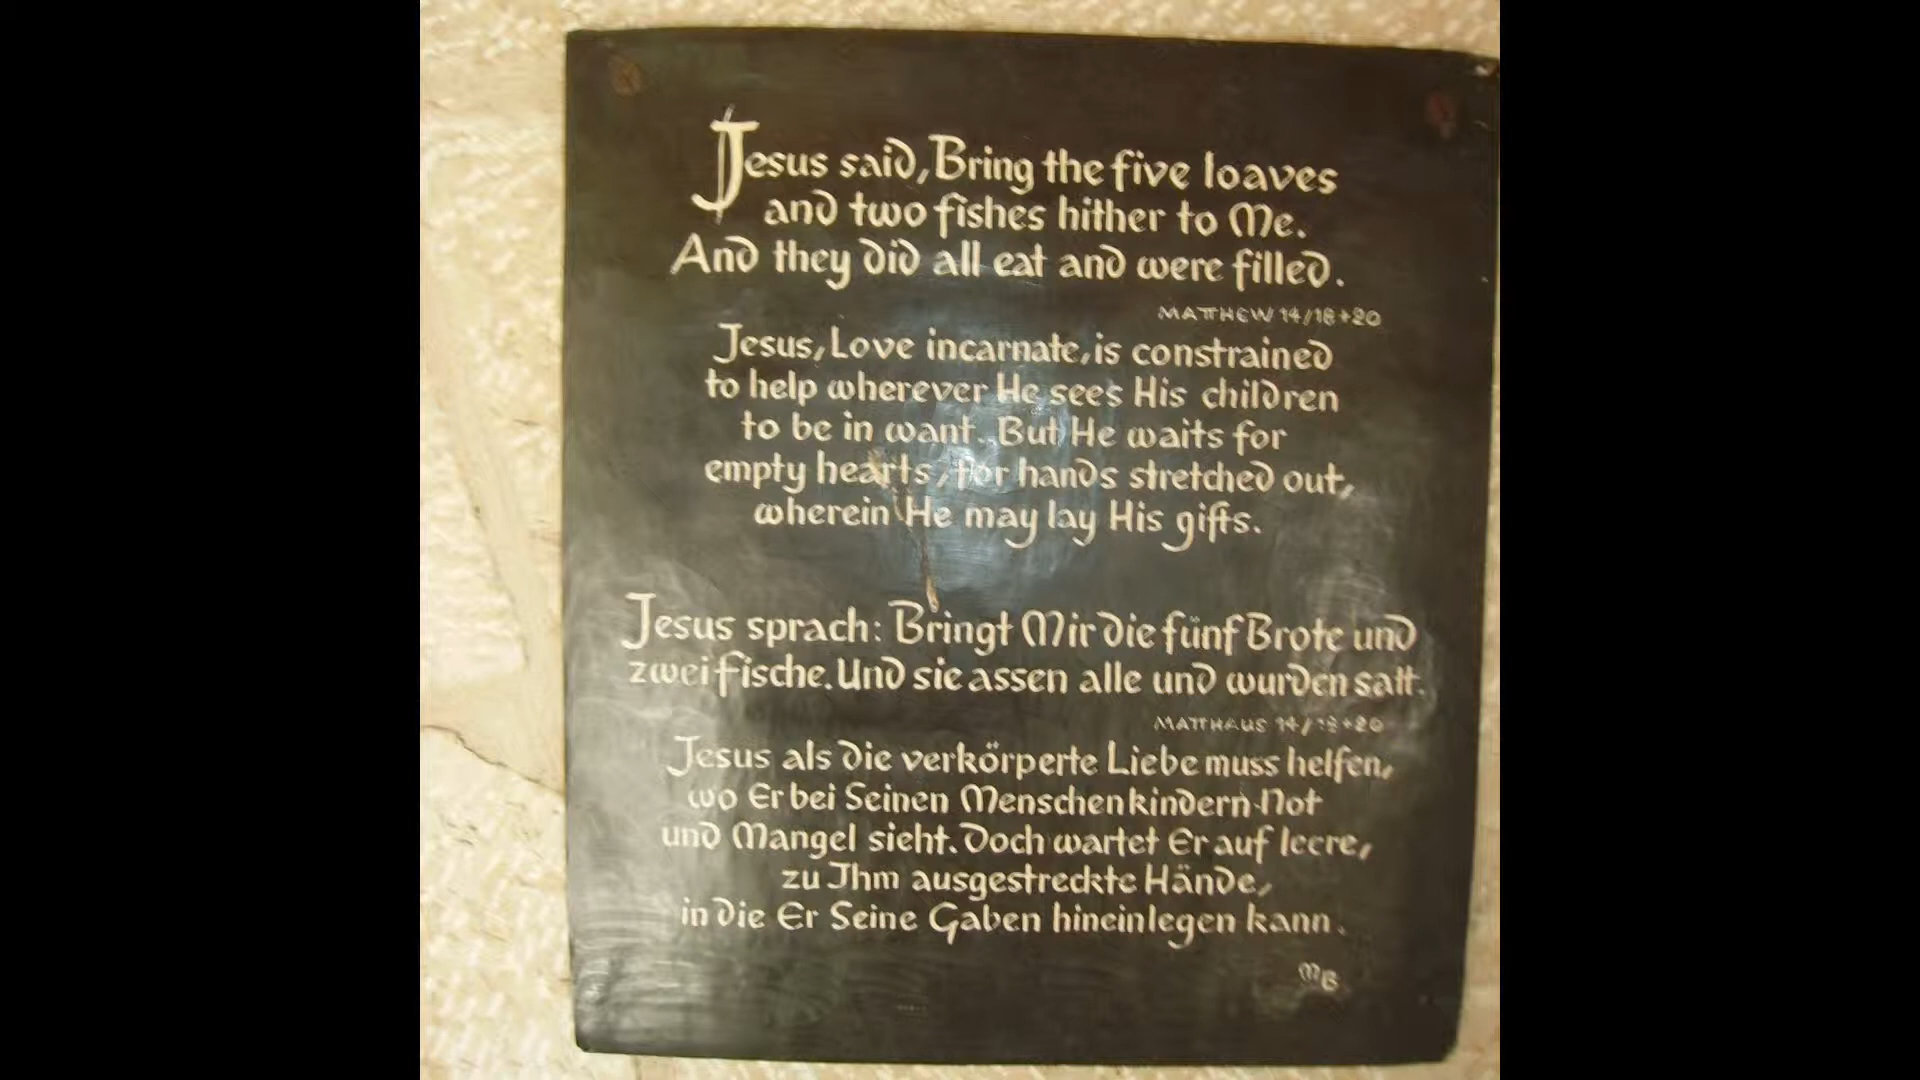 Jesus said, Bring the five loaves
and two fishes hither to Me.
And they did all eat and were filled.
MATTHEW 14/18+20
Jesus, Love incarnate, is constrained
to help wherever He sees His children
to be in want. But He waits for
empty hearts, for hands stretched out,
wherein He may lay His gifts.
Jesus sprach: Bringt Mir die fünf Brote und
zwei Fische. Und sie assen alle und wurden satt.
MATTHAUS 14/18+20
Jesus als die verkörperte Liebe muss helfen,
wo Er bei Seinen Menschenkindern Not
und Mangel sieht. Doch wartet Er auf leere,
zu Ihm ausgestreckte Hände,
in die Er Seine Gaben hineinlegen kann.
MB